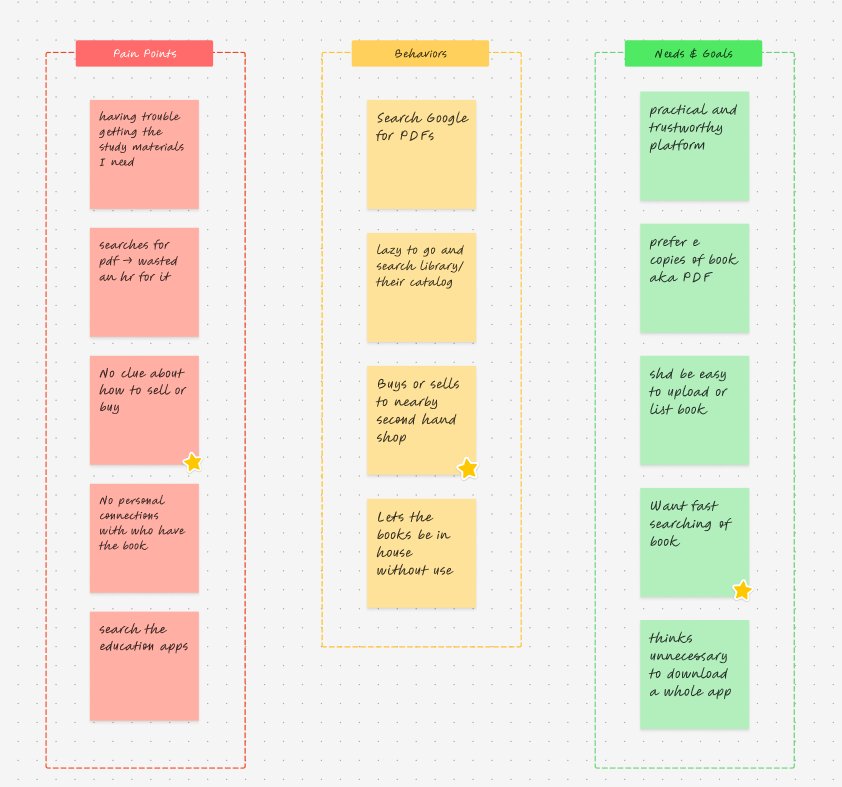 Pain Points
having trouble
getting the
study materials
I need
searches for
pdf → wasted
an hr for it
No clue about
how to sell or
buy
No personal
connections
with who have
the book
search the
education apps
Behaviors
Search Google
for PDFs
lazy to go and
search library/
their catalog
Buys or sells
to nearby
second hand
shop
Lets the
books be in
house
without use
Needs & Goals
practical and
trustworthy
platform
prefer e
copies of book
aka PDF
shd be easy
to upload or
list book
Want fast
searching of
book
thinks
unnecessary
to download
a whole app